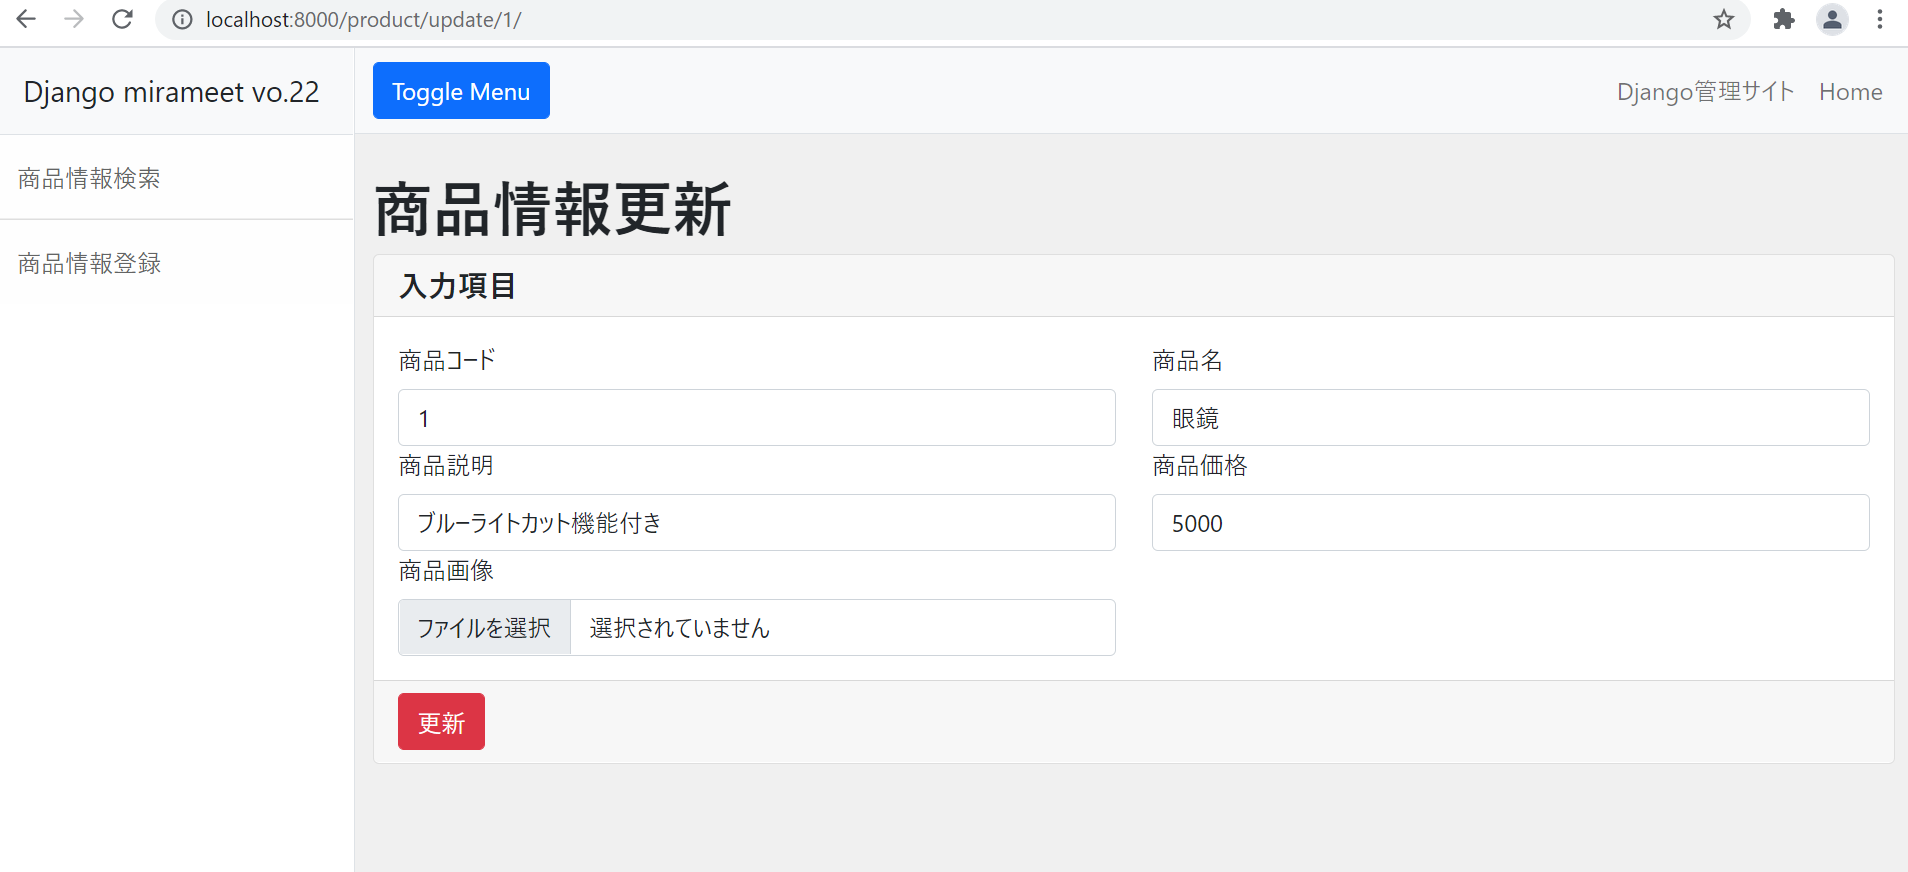 localhost:8000/product/update/1/
Django mirameet vo.22
Toggle Menu
Django管理サイト
Home
商品情報検索
商品情報登録
商品情報更新
入力項目
商品コード
商品名
1
眼鏡
商品説明
商品価格
ブルーライトカット機能付き
5000
商品画像
ファイルを選択 選択されていません
更新